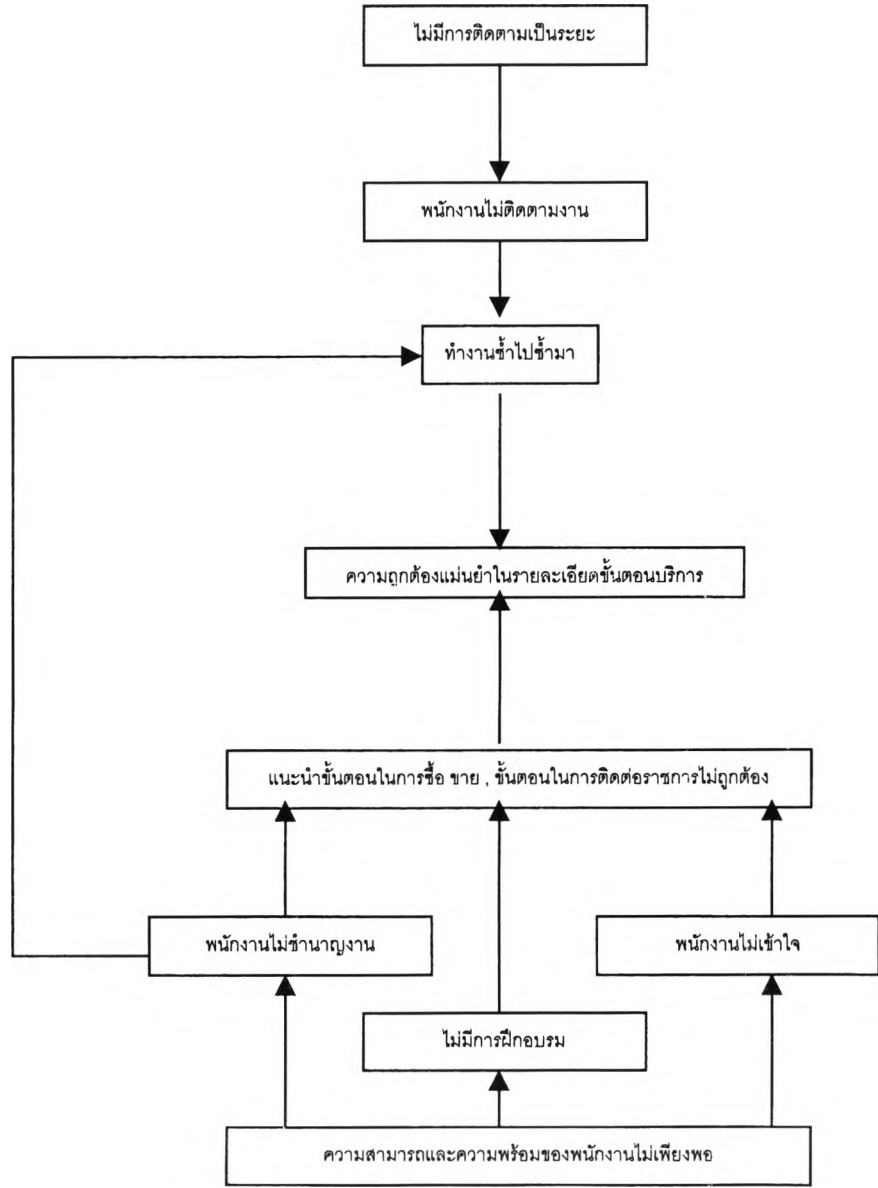 ไม่มีการติดตามเป็นระยะ
พนักงานไม่ติดตามงาน
ทำงานซ้ำไปซ้ำมา
ความถูกต้องแม่นยำในรายละเอียดขั้นตอนบริการ
แนะนำขั้นตอนในการซื้อ ขาย , ขั้นตอนในการติดต่อราชการไม่ถูกต้อง
พนักงานไม่ชำนาญงาน
พนักงานไม่เข้าใจ
ไม่มีการฝึกอบรม
ความสามารถและความพร้อมของพนักงานไม่เพียงพอ